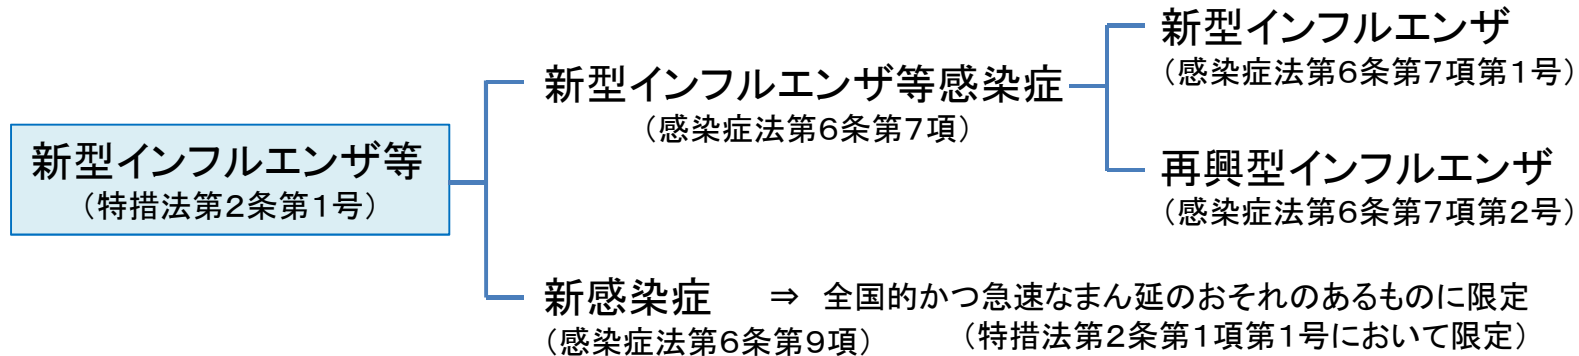 新型インフルエンザ等
（特措法第２条第１号）
新型インフルエンザ等感染症
（感染症法第６条第７項）
新型インフルエンザ
（感染症法第６条第７項第１号）
再興型インフルエンザ
（感染症法第６条第７項第２号）
新感染症　⇒　全国的かつ急速なまん延のおそれのあるものに限定
（感染症法第６条第９項）　（特措法第２条第１項第１号において限定）